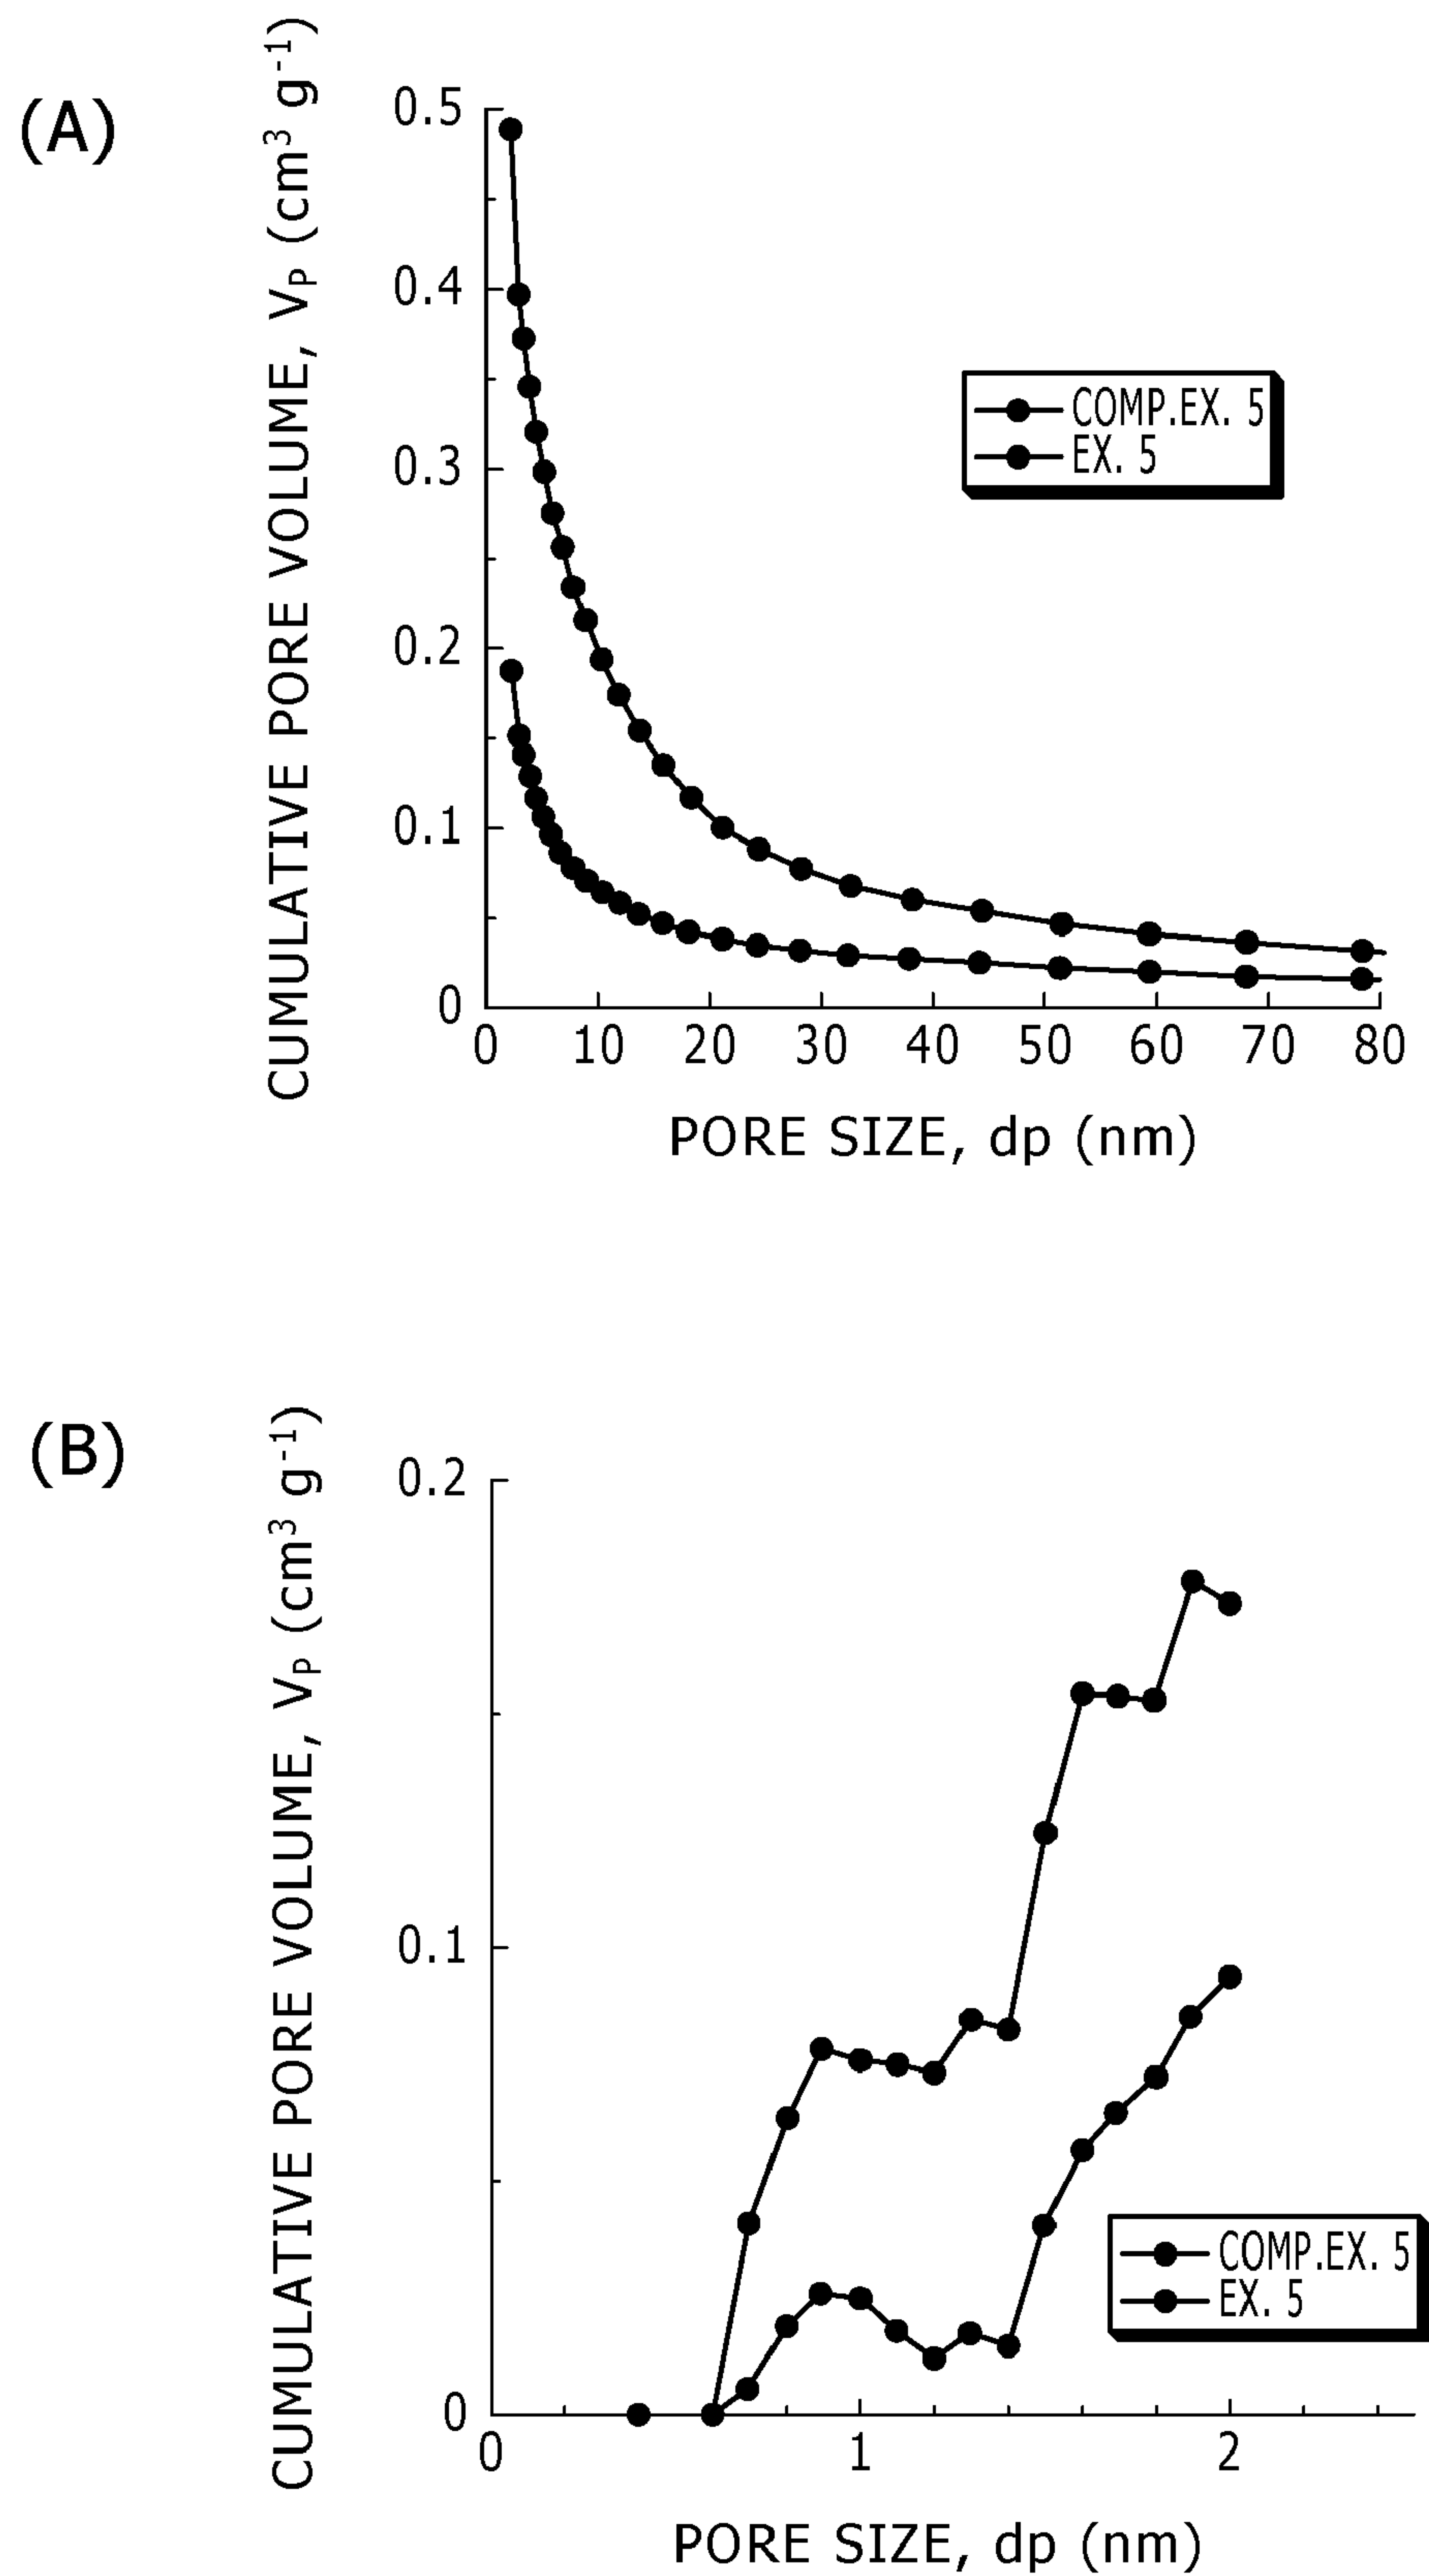 (A)
CUMULATIVE PORE VOLUME, VP (cm3 g-1)
0.5
0.4
0.3
0.2
0.1
0
0 10 20 30 40 50 60 70 80
COMP.EX. 5
EX. 5
PORE SIZE, dp (nm)
(B)
CUMULATIVE PORE VOLUME, VP (cm3 g-1)
0.2
0.1
0
0 1 2
COMP.EX. 5
EX. 5
PORE SIZE, dp (nm)